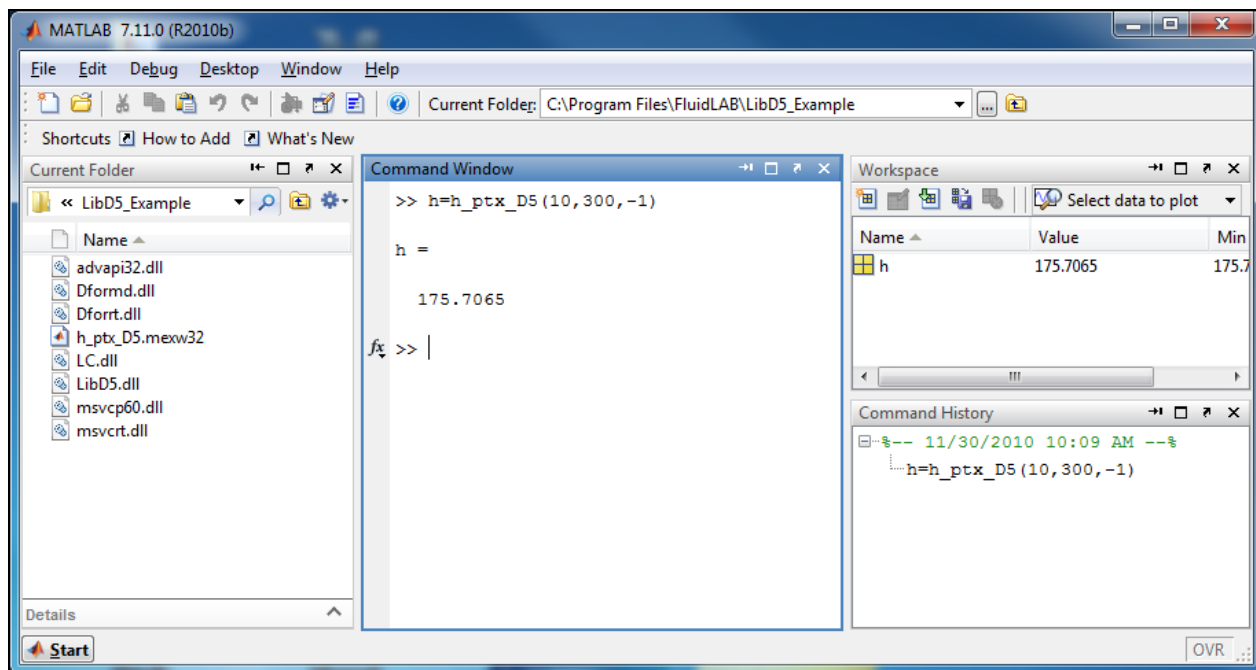 MATLAB 7.11.0 (R2010b)
File Edit Debug Desktop Window Help
Current Folder: C:\Program Files\FluidLAB\LibD5_Example
Shortcuts How to Add What's New
Current Folder
« LibD5_Example
Name
advapi32.dll
Dformd.dll
Dforrt.dll
h_ptx_D5.mexw32
LC.dll
LibD5.dll
msvcp60.dll
msvcrt.dll
Details
Command Window
>> h=h_ptx_D5(10,300,-1)
h =
175.7065
fx >>
Workspace
Select data to plot
Name Value Min
h 175.7065 175.7
Command History
%-- 11/30/2010 10:09 AM --%
h=h_ptx_D5(10,300,-1)
Start
OVR